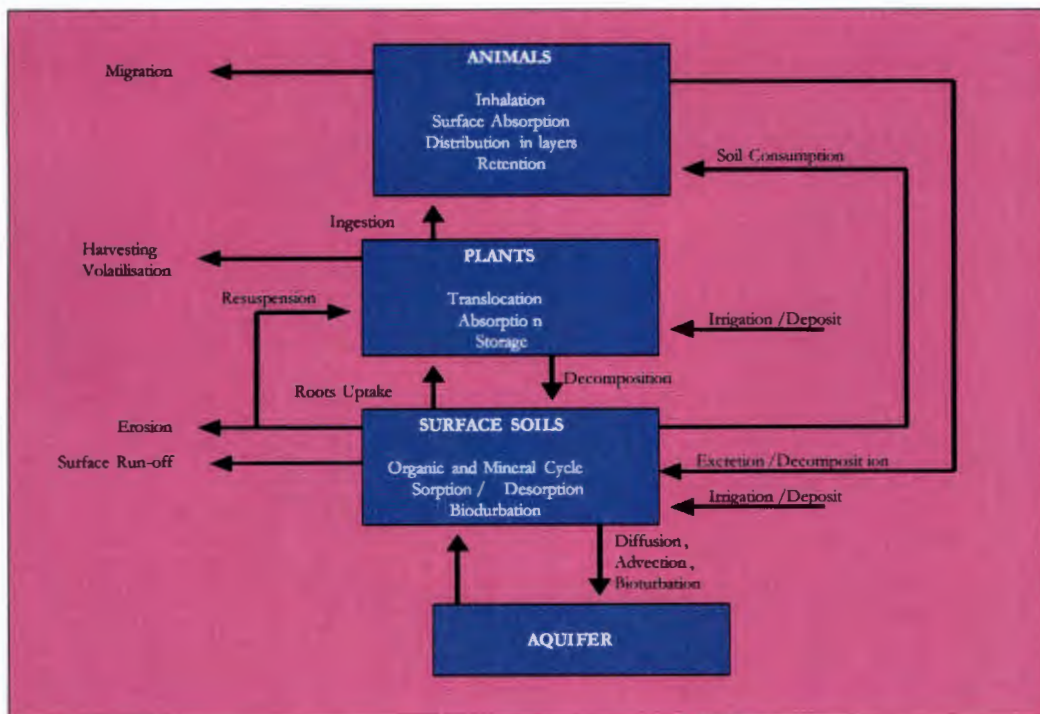 ANIMALS
Migration
Inhalation
Surface Absorption
Distribution in layers
Retention
Soil Consumption
Ingestion
Harvesting
Volatilisation
PLANTS
Resuspension
Translocation
Absorptio n
Storage
Irrigation /Deposit
Roots Uptake
Decomposition
Erosion
SURFACE SOILS
Surface Run-off
Organic and Mineral Cycle
Sorption / Desorption
Biodurbation
Excretion /Decomposit ion
Irrigation /Deposit
Diffusion ,
Advection ,
Bioturbation
AQUIFER